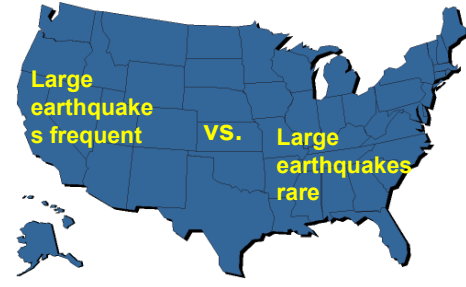 Large
earthquake
s frequent
vs.
Large
earthquakes
rare